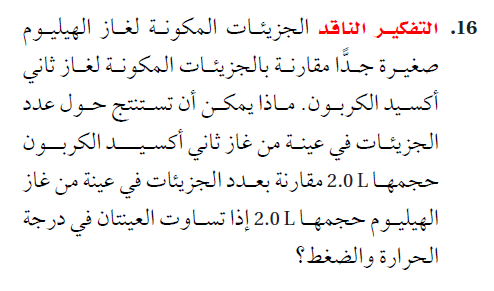 16. التفكير الناقد الجزيئات المكونة لغاز الهيليوم
صغيرة جدًّا مقارنة بالجزيئات المكونة لغاز ثاني
أكسيد الكربون. ماذا يمكن أن تستنتج حول عدد
الجزيئات في عينة من غاز ثاني أكسيد الكربون
حجمها 2.0 L مقارنة بعدد الجزيئات في عينة من غاز
الهيليوم حجمها 2.0 L إذا تساوت العينتان في درجة
الحرارة والضغط؟